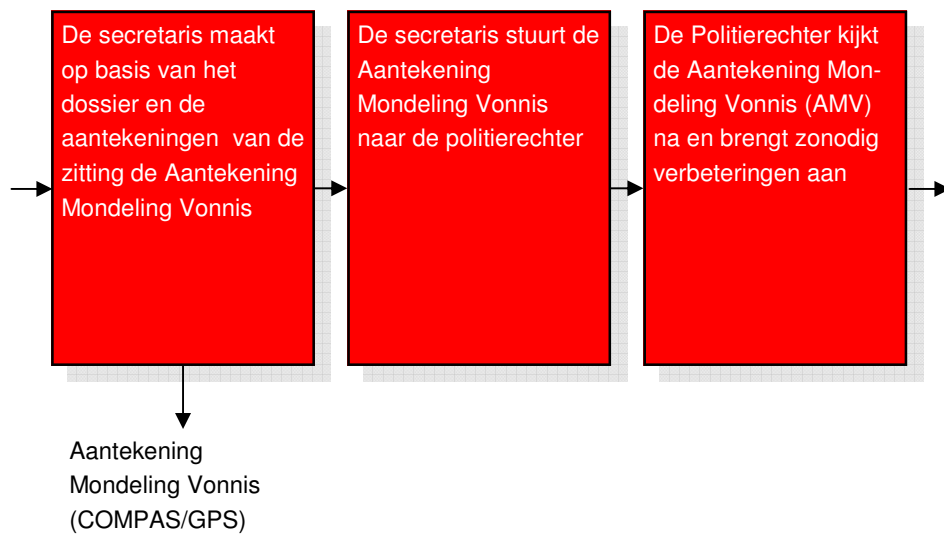 De secretaris maakt
op basis van het
dossier en de
aantekeningen van de
zitting de Aantekening
Mondeling Vonnis
De secretaris stuurt de
Aantekening
Mondeling Vonnis
naar de politierechter
De Politierechter kijkt
de Aantekening Mon-
deling Vonnis (AMV)
na en brengt zonodig
verbeteringen aan
Aantekening
Mondeling Vonnis
(COMPAS/GPS)